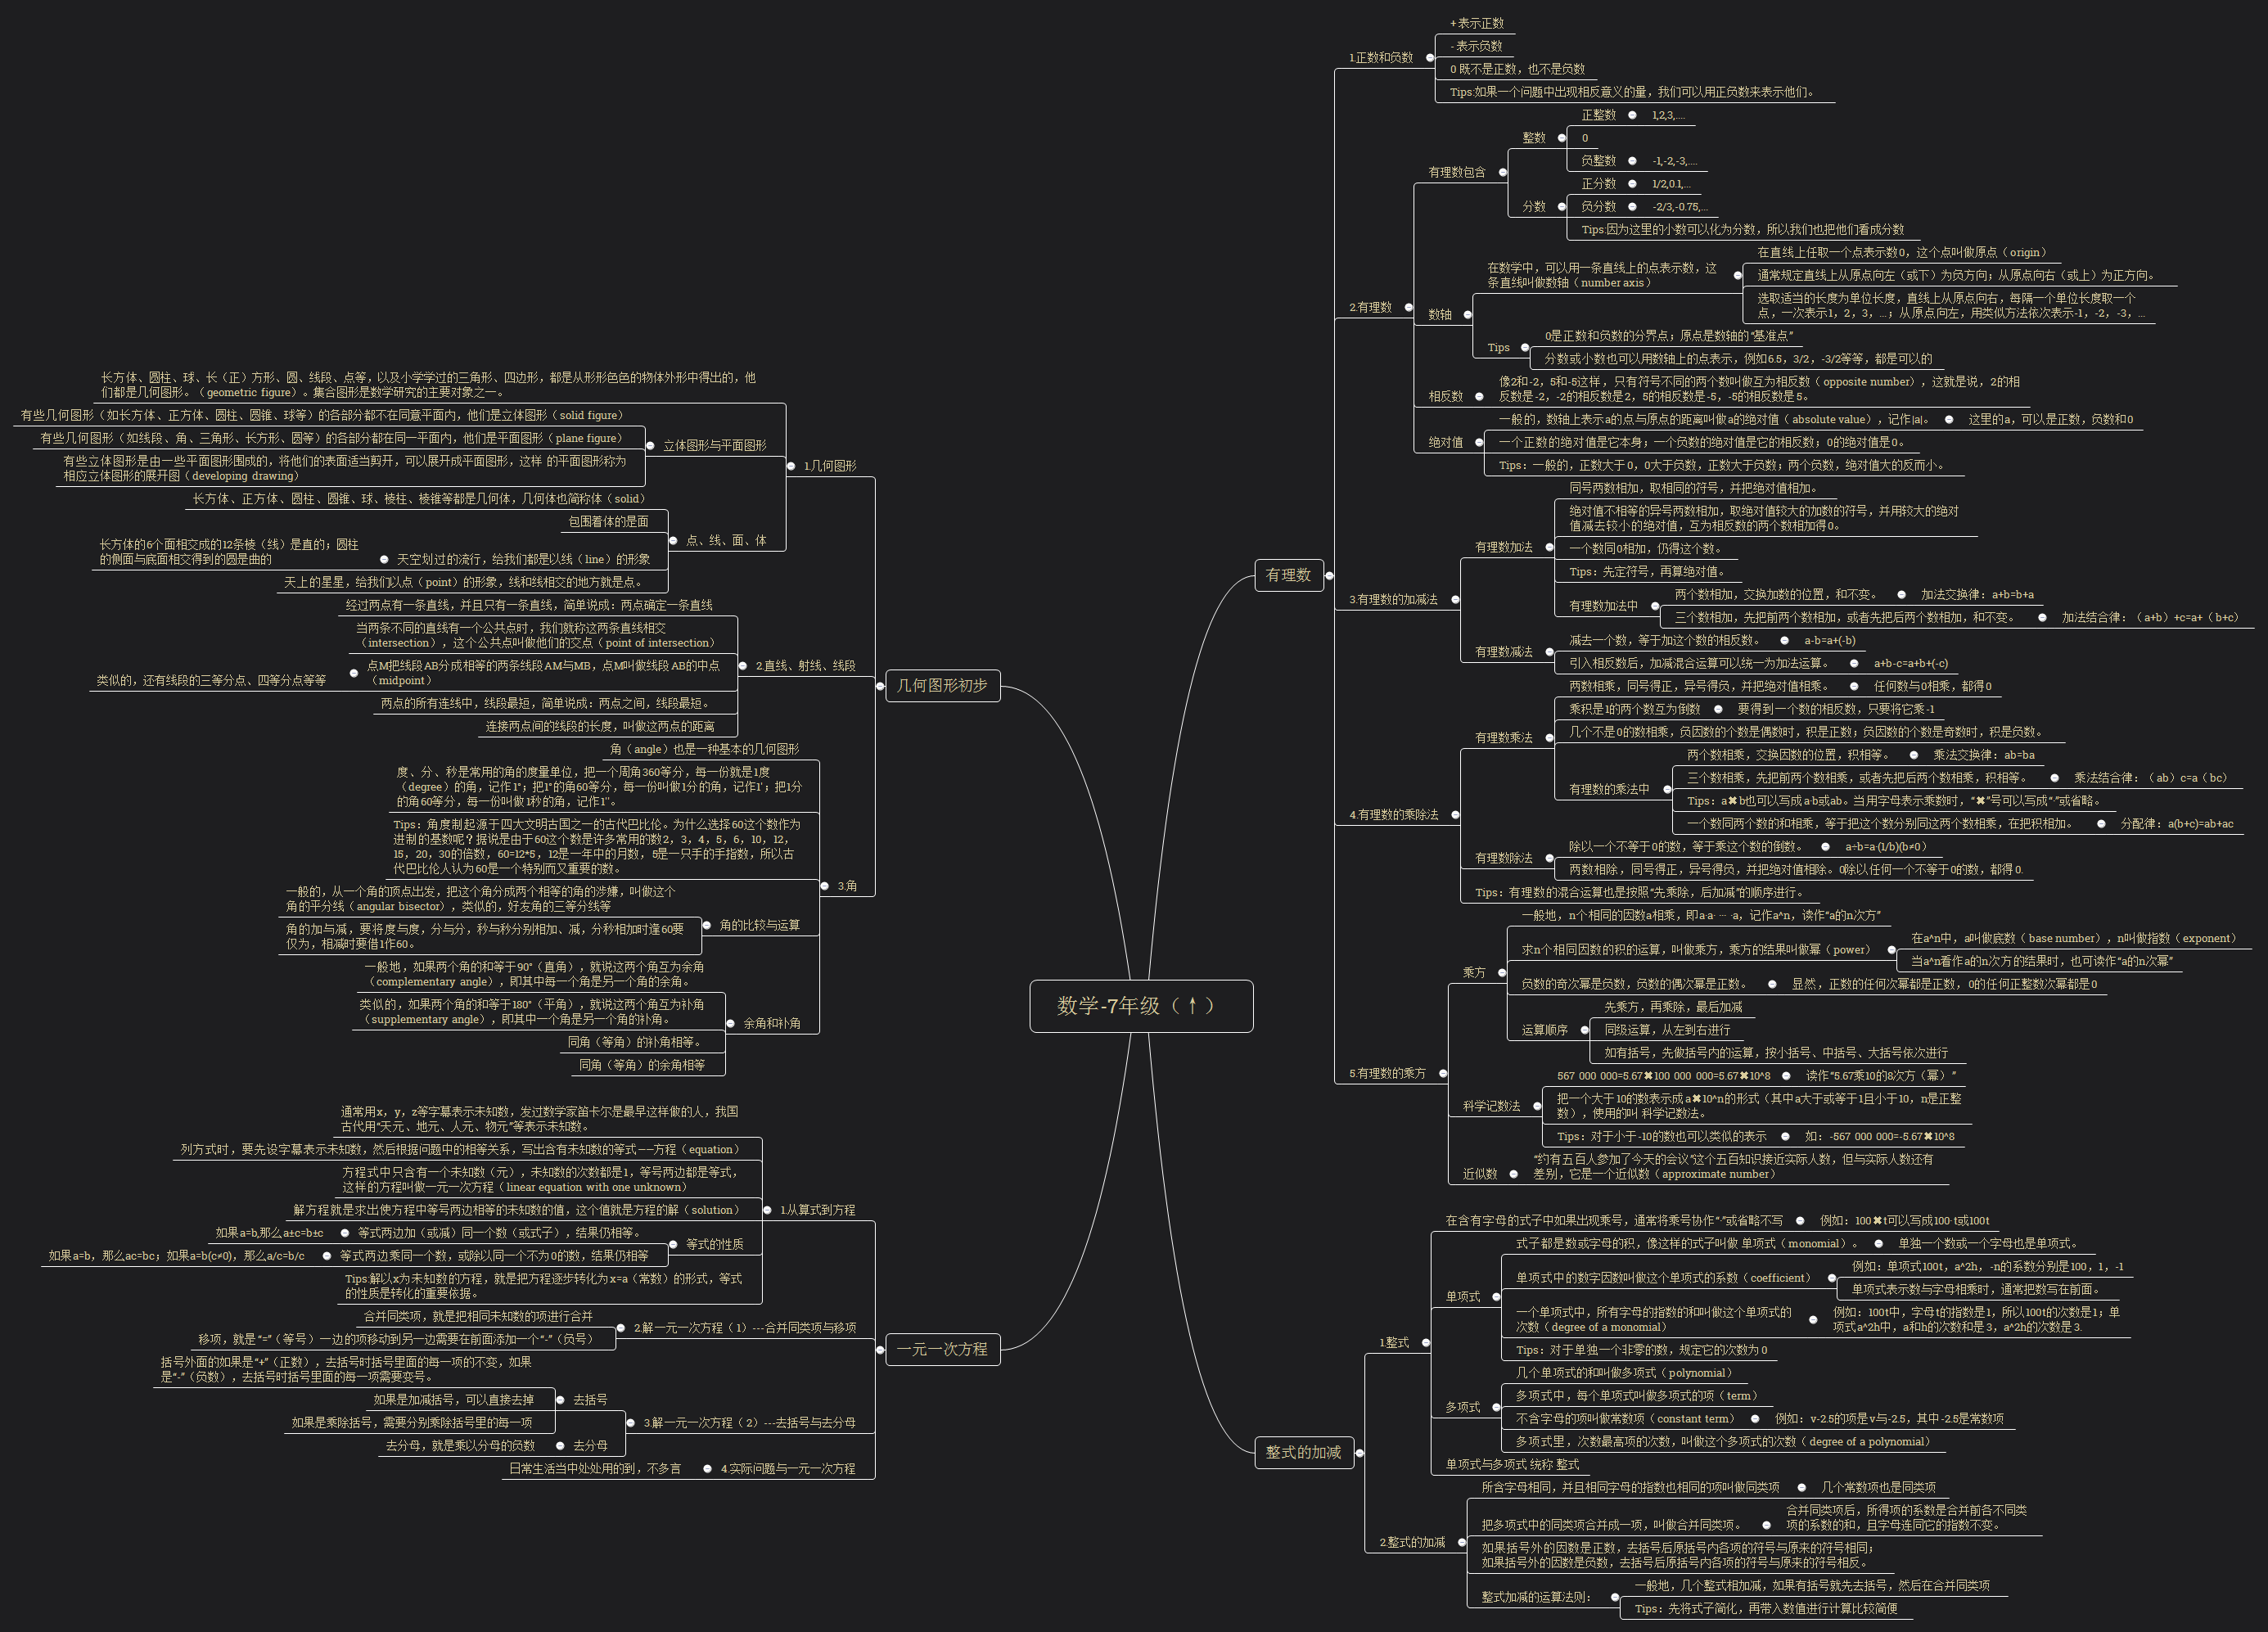 数学-7年级（↑）
有理数
1.正数和负数
+ 表示正数
- 表示负数
0 既不是正数，也不是负数
Tips:如果一个问题中出现相反意义的量，我们可以用正负数来表示他们。
2.有理数
有理数包含
整数
正整数
1,2,3,....
0
负整数
-1,-2,-3,....
分数
正分数
1/2,0.1,...
负分数
-2/3,-0.75,...
Tips:因为这里的小数可以化为分数，所以我们也把他们看成分数
数轴
在数学中，可以用一条直线上的点表示数，这
条直线叫做数轴（number axis）
在直线上任取一个点表示数0，这个点叫做原点（origin）
通常规定直线上从原点向左（或下）为负方向；从原点向右（或上）为正方向。
选取适当的长度为单位长度，直线上从原点向右，每隔一个单位长度取一个
点，一次表示1，2，3，...；从原点向左，用类似方法依次表示-1，-2，-3，...
Tips
0是正数和负数的分界点；原点是数轴的“基准点”
分数或小数也可以用数轴上的点表示，例如6.5，3/2，-3/2等等，都是可以的
相反数
像2和-2，5和-5这样，只有符号不同的两个数叫做互为相反数（opposite number），这就是说，2的相
反数是-2，-2的相反数是2，5的相反数是-5，-5的相反数是5。
绝对值
一般的，数轴上表示a的点与原点的距离叫做a的绝对值（absolute value），记作|a|。
这里的a，可以是正数，负数和0
一个正数的绝对值是它本身；一个负数的绝对值是它的相反数；0的绝对值是0。
Tips：一般的，正数大于0，0大于负数，正数大于负数；两个负数，绝对值大的反而小。
3.有理数的加减法
有理数加法
同号两数相加，取相同的符号，并把绝对值相加。
绝对值不相等的异号两数相加，取绝对值较大的加数的符号，并用较大的绝对
值减去较小的绝对值，互为相反数的两个数相加得0。
一个数同0相加，仍得这个数。
Tips：先定符号，再算绝对值。
有理数加法中
两个数相加，交换加数的位置，和不变。
加法交换律：a+b=b+a
三个数相加，先把前两个数相加，或者先把后两个数相加，和不变。
加法结合律：（a+b）+c=a+（b+c）
有理数减法
减去一个数，等于加这个数的相反数。
a-b=a+(-b)
引入相反数后，加减混合运算可以统一为加法运算。
a+b-c=a+b+(-c)
4.有理数的乘除法
有理数乘法
两数相乘，同号得正，异号得负，并把绝对值相乘。
任何数与0相乘，都得0
乘积是1的两个数互为倒数
要得到一个数的相反数，只要将它乘-1
几个不是0的数相乘，负因数的个数是偶数时，积是正数；负因数的个数是奇数时，积是负数。
有理数的乘法中
两个数相乘，交换因数的位置，积相等。
乘法交换律：ab=ba
三个数相乘，先把前两个数相乘，或者先把后两个数相乘，积相等。
乘法结合律：（ab）c=a（bc）
Tips：a✖b也可以写成a·b或ab。当用字母表示乘数时，“✖”号可以写成“·”或省略。
一个数同两个数的和相乘，等于把这个数分别同这两个数相乘，在把积相加。
分配律：a(b+c)=ab+ac
有理数除法
除以一个不等于0的数，等于乘这个数的倒数。
a÷b=a·(1/b)(b≠0）
两数相除，同号得正，异号得负，并把绝对值相除。0除以任何一个不等于0的数，都得0.
Tips：有理数的混合运算也是按照“先乘除，后加减”的顺序进行。
5.有理数的乘方
乘方
一般地，n个相同的因数a相乘，即a·a· ··· ·a，记作a^n，读作“a的n次方”
求n个相同因数的积的运算，叫做乘方，乘方的结果叫做幂（power）
在a^n中，a叫做底数（base number），n叫做指数（exponent）
当a^n看作a的n次方的结果时，也可读作“a的n次幂”
负数的奇次幂是负数，负数的偶次幂是正数。
显然，正数的任何次幂都是正数，0的任何正整数次幂都是0
运算顺序
先乘方，再乘除，最后加减
同级运算，从左到右进行
如有括号，先做括号内的运算，按小括号、中括号、大括号依次进行
科学记数法
567 000 000=5.67✖100 000 000=5.67✖10^8
读作“5.67乘10的8次方（幂）”
把一个大于10的数表示成 a✖10^n的形式（其中a大于或等于1且小于10，n是正整
数），使用的叫 科学记数法。
Tips：对于小于-10的数也可以类似的表示
如：-567 000 000=-5.67✖10^8
近似数
“约有五百人参加了今天的会议”这个五百知识接近实际人数，但与实际人数还有
差别，它是一个近似数（approximate number）
整式的加减
1.整式
在含有字母的式子中如果出现乘号，通常将乘号协作“·”或省略不写
例如：100✖t可以写成100·t或100t
单项式
式子都是数或字母的积，像这样的式子叫做 单项式（monomial）。
单独一个数或一个字母也是单项式。
单项式中的数字因数叫做这个单项式的系数（coefficient）
例如：单项式100t，a^2h，-n的系数分别是100，1，-1
单项式表示数与字母相乘时，通常把数写在前面。
一个单项式中，所有字母的指数的和叫做这个单项式的
次数（degree of a monomial）
例如：100t中，字母t的指数是1，所以100t的次数是1；单
项式a^2h中，a和h的次数和是3，a^2h的次数是3.
Tips：对于单独一个非零的数，规定它的次数为0
多项式
几个单项式的和叫做多项式（polynomial）
多项式中，每个单项式叫做多项式的项（term）
不含字母的项叫做常数项（constant term）
例如：v-2.5的项是v与-2.5，其中-2.5是常数项
多项式里，次数最高项的次数，叫做这个多项式的次数（degree of a polynomial）
单项式与多项式 统称 整式
2.整式的加减
所含字母相同，并且相同字母的指数也相同的项叫做同类项
几个常数项也是同类项
把多项式中的同类项合并成一项，叫做合并同类项。
合并同类项后，所得项的系数是合并前各不同类
项的系数的和，且字母连同它的指数不变。
如果括号外的因数是正数，去括号后原括号内各项的符号与原来的符号相同；
如果括号外的因数是负数，去括号后原括号内各项的符号与原来的符号相反。
整式加减的运算法则：
一般地，几个整式相加减，如果有括号就先去括号，然后在合并同类项
Tips：先将式子简化，再带入数值进行计算比较简便
几何图形初步
1.几何图形
长方体、圆柱、球、长（正）方形、圆、线段、点等，以及小学学过的三角形、四边形，都是从形形色色的物体外形中得出的，他
们都是几何图形。（geometric figure）。集合图形是数学研究的主要对象之一。
立体图形与平面图形
有些几何图形（如长方体、正方体、圆柱、圆锥、球等）的各部分都不在同意平面内，他们是立体图形（solid figure）
有些几何图形（如线段、角、三角形、长方形、圆等）的各部分都在同一平面内，他们是平面图形（plane figure）
有些立体图形是由一些平面图形围成的，将他们的表面适当剪开，可以展开成平面图形，这样 的平面图形称为
相应立体图形的展开图（developing drawing）
点、线、面、体
长方体、正方体、圆柱、圆锥、球、棱柱、棱锥等都是几何体，几何体也简称体（solid）
包围着体的是面
天空划过的流行，给我们都是以线（line）的形象
长方体的6个面相交成的12条棱（线）是直的；圆柱
的侧面与底面相交得到的圆是曲的
天上的星星，给我们以点（point）的形象，线和线相交的地方就是点。
2.直线、射线、线段
经过两点有一条直线，并且只有一条直线，简单说成：两点确定一条直线
当两条不同的直线有一个公共点时，我们就称这两条直线相交
（intersection），这个公共点叫做他们的交点（point of intersection）
点M把线段AB分成相等的两条线段AM与MB，点M叫做线段AB的中点
（midpoint）
类似的，还有线段的三等分点、四等分点等等
两点的所有连线中，线段最短，简单说成：两点之间，线段最短。
连接两点间的线段的长度，叫做这两点的距离
3.角
角（angle）也是一种基本的几何图形
度、分、秒是常用的角的度量单位，把一个周角360等分，每一份就是1度
（degree）的角，记作1°；把1°的角60等分，每一份叫做1分的角，记作1'；把1分
的角60等分，每一份叫做1秒的角，记作1''。
Tips：角度制起源于四大文明古国之一的古代巴比伦。为什么选择60这个数作为
进制的基数呢？据说是由于60这个数是许多常用的数2，3，4，5，6，10，12，
15，20，30的倍数，60=12*5，12是一年中的月数，5是一只手的手指数，所以古
代巴比伦人认为60是一个特别而又重要的数。
角的比较与运算
一般的，从一个角的顶点出发，把这个角分成两个相等的角的涉嫌，叫做这个
角的平分线（angular bisector），类似的，好友角的三等分线等
角的加与减，要将度与度，分与分，秒与秒分别相加、减，分秒相加时逢60要
仅为，相减时要借1作60。
余角和补角
一般地，如果两个角的和等于90°（直角），就说这两个角互为余角
（complementary angle），即其中每一个角是另一个角的余角。
类似的，如果两个角的和等于180°（平角），就说这两个角互为补角
（supplementary angle），即其中一个角是另一个角的补角。
同角（等角）的补角相等。
同角（等角）的余角相等
一元一次方程
1.从算式到方程
通常用x，y，z等字幕表示未知数，发过数学家笛卡尔是最早这样做的人，我国
古代用“天元、地元、人元、物元”等表示未知数。
列方式时，要先设字幕表示未知数，然后根据问题中的相等关系，写出含有未知数的等式——方程（equation）
方程式中只含有一个未知数（元），未知数的次数都是1，等号两边都是等式，
这样的方程叫做一元一次方程（linear equation with one unknown）
解方程就是求出使方程中等号两边相等的未知数的值，这个值就是方程的解（solution）
等式的性质
等式两边加（或减）同一个数（或式子），结果仍相等。
如果a=b,那么a±c=b±c
等式两边乘同一个数，或除以同一个不为0的数，结果仍相等
如果a=b，那么ac=bc；如果a=b(c≠0)，那么a/c=b/c
Tips:解以x为未知数的方程，就是把方程逐步转化为x=a（常数）的形式，等式
的性质是转化的重要依据。
2.解一元一次方程（1）---合并同类项与移项
合并同类项，就是把相同未知数的项进行合并
移项，就是“=”（等号）一边的项移动到另一边需要在前面添加一个“-”（负号）
3.解一元一次方程（2）---去括号与去分母
去括号
括号外面的如果是“+”（正数），去括号时括号里面的每一项的不变，如果
是“-”（负数），去括号时括号里面的每一项需要变号。
如果是加减括号，可以直接去掉
如果是乘除括号，需要分别乘除括号里的每一项
去分母
去分母，就是乘以分母的负数
4.实际问题与一元一次方程
日常生活当中处处用的到，不多言